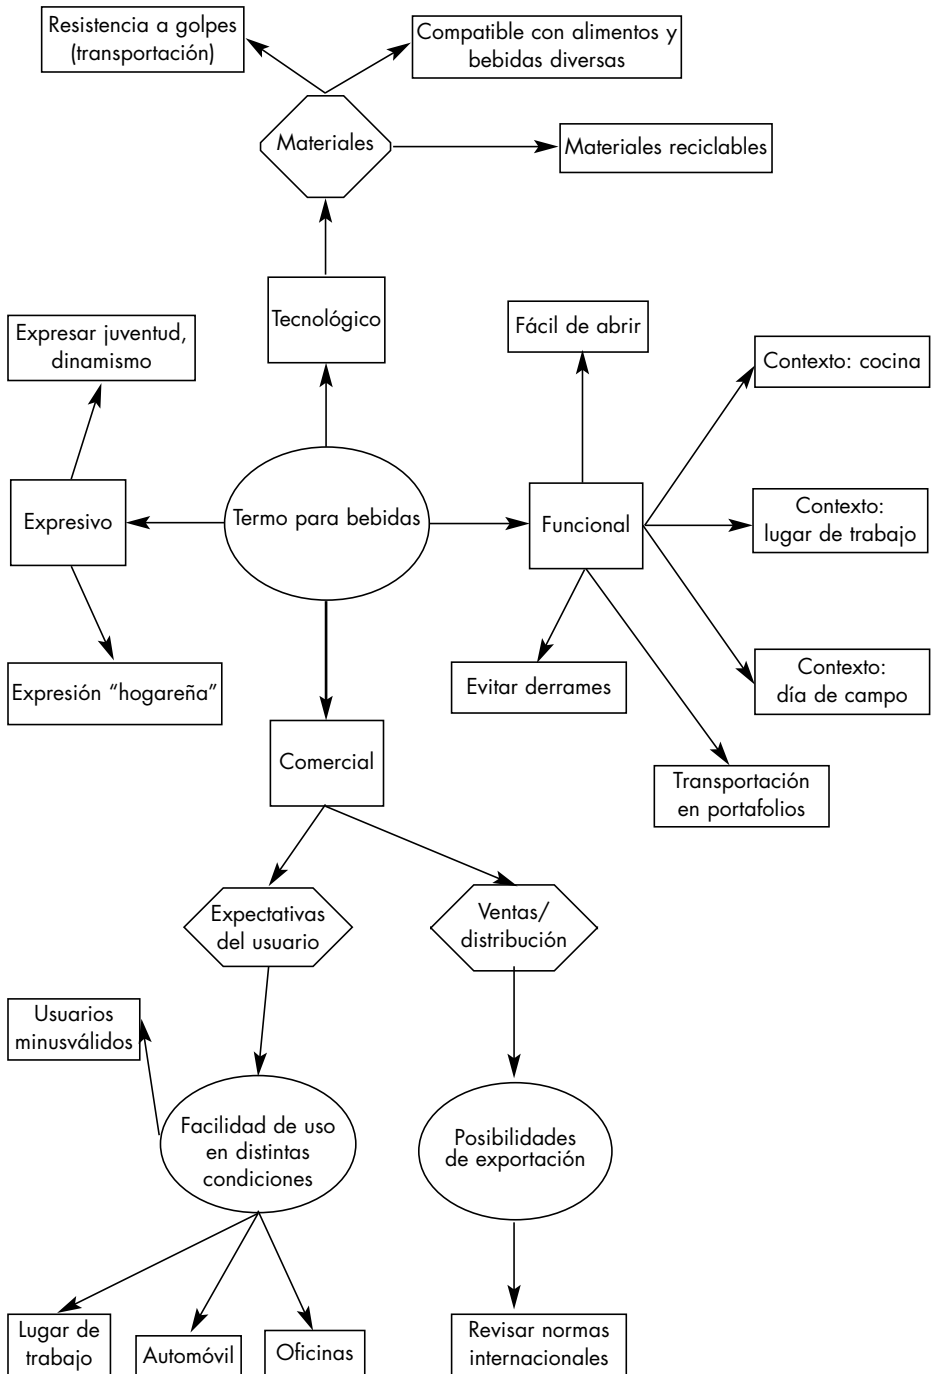 Resistencia a golpes
(transportación)
Compatible con alimentos y
bebidas diversas
Materiales
Materiales reciclables
Tecnológico
Fácil de abrir
Expresar juventud,
dinamismo
Contexto: cocina
Expresivo
Termo para bebidas
Funcional
Contexto:
lugar de trabajo
Expresión “hogareña”
Evitar derrames
Contexto:
día de campo
Comercial
Transportación
en portafolios
Expectativas
del usuario
Ventas/
distribución
Usuarios
minusválidos
Facilidad de uso
en distintas
condiciones
Posibilidades
de exportación
Lugar de
trabajo
Automóvil
Oficinas
Revisar normas
internacionales